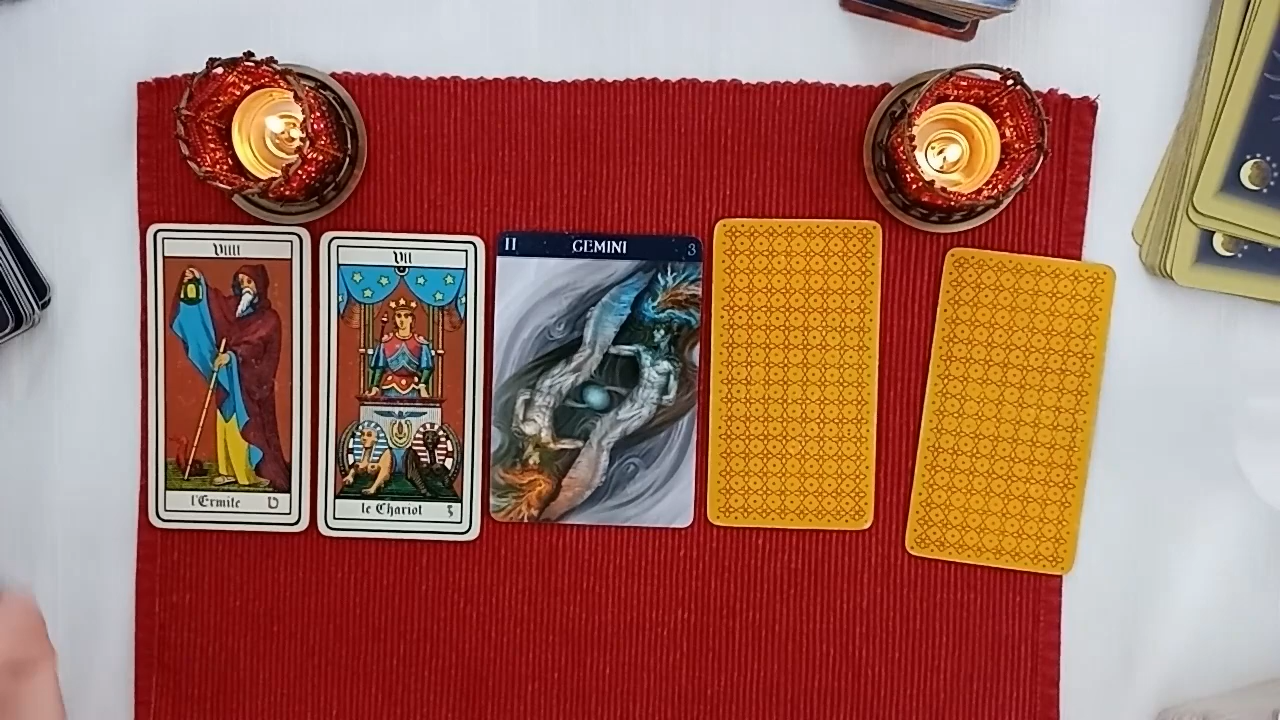 VIIII
l'Ermite ט
VII
le Chariot ז
II GEMINI 3